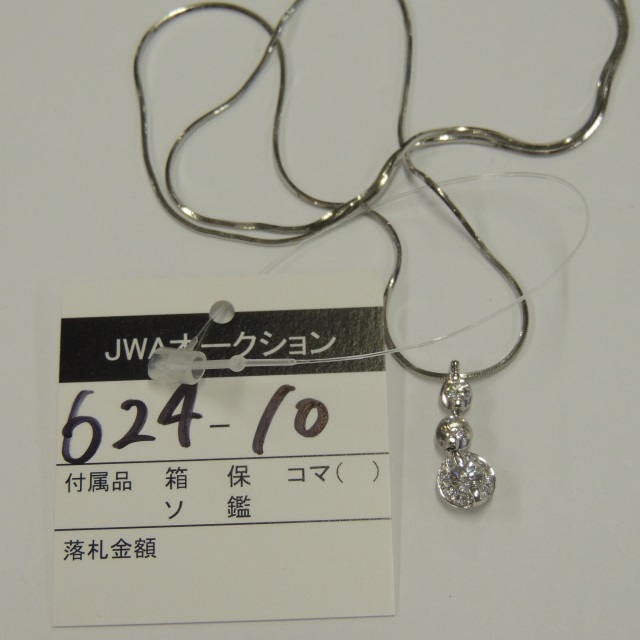 JWAオークション
624-10
付属品 箱 保 コマ( )
ソ 鑑
落札金額